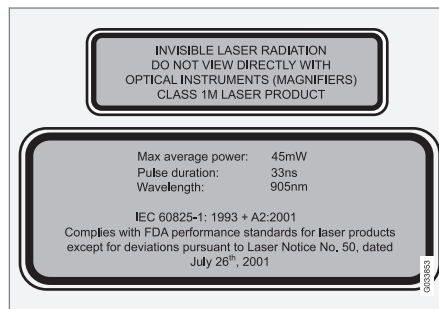 INVISIBLE LASER RADIATION
DO NOT VIEW DIRECTLY WITH
OPTICAL INSTRUMENTS (MAGNIFIERS)
CLASS 1M LASER PRODUCT
Max average power: 45mW
Pulse duration: 33ns
Wavelength: 905nm
IEC 60825-1: 1993 + A2:2001
Complies with FDA performance standards for laser products
except for deviations pursuant to Laser Notice No. 50, dated
July 26th, 2001
G033653